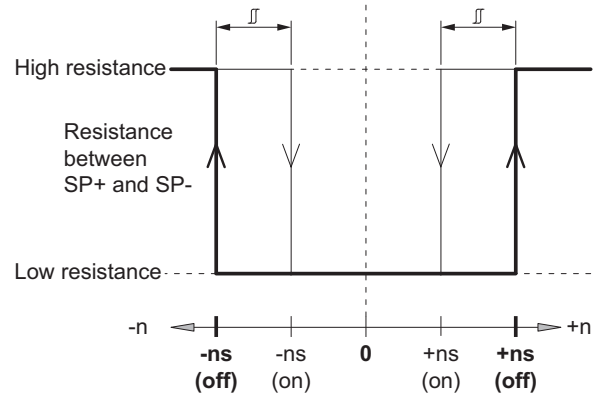 High resistance
Resistance
between
SP+ and SP-
Low resistance
-n
+n
-ns
-ns
0
+ns
+ns
(off)
(on)
(on)
(off)